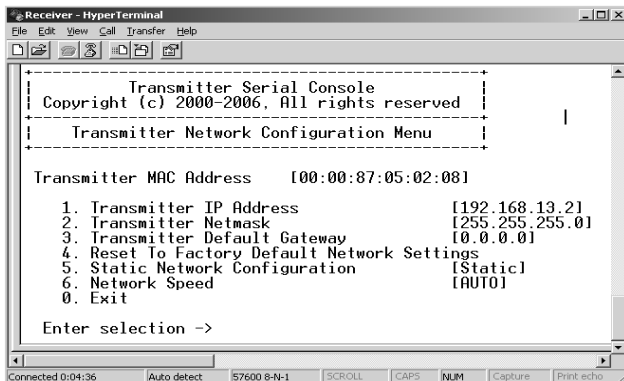 Receiver - HyperTerminal
File Edit View Call Transfer Help
Transmitter Serial Console
Copyright (c) 2000-2006, All rights reserved
Transmitter Network Configuration Menu
Transmitter MAC Address [00:00:87:05:02:08]
1. Transmitter IP Address [192.168.13.2]
2. Transmitter Netmask [255.255.255.0]
3. Transmitter Default Gateway [0.0.0.0]
4. Reset To Factory Default Network Settings
5. Static Network Configuration [Static]
6. Network Speed [AUTO]
0. Exit
Enter selection ->
Connected 0:04:36 Auto detect 57600 8-N-1 SCROLL CAPS NUM Capture Print echo